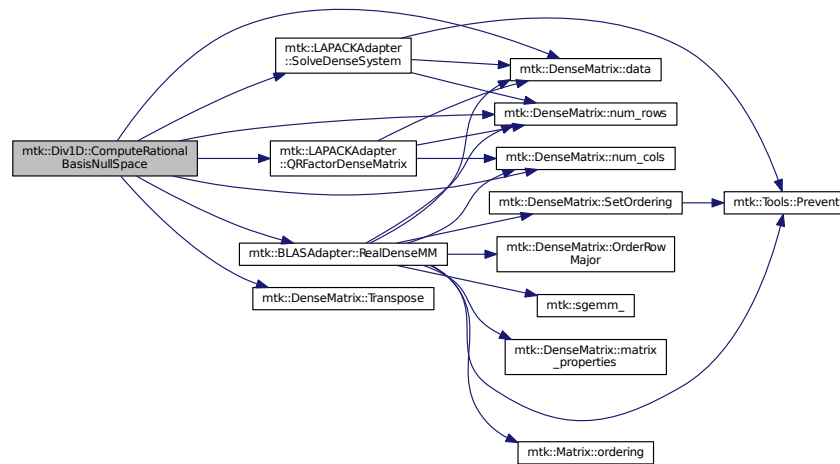 mtk::LAPACKAdapter
::SolveDenseSystem
mtk::DenseMatrix::data
mtk::DenseMatrix::num_rows
mtk::Div1D::ComputeRational
BasisNullSpace
mtk::LAPACKAdapter
::QRFactorDenseMatrix
mtk::DenseMatrix::num_cols
mtk::DenseMatrix::SetOrdering
mtk::Tools::Prevent
mtk::BLASAdapter::RealDenseMM
mtk::DenseMatrix::OrderRow
Major
mtk::DenseMatrix::Transpose
mtk::sgemm_
mtk::DenseMatrix::matrix
_properties
mtk::Matrix::ordering